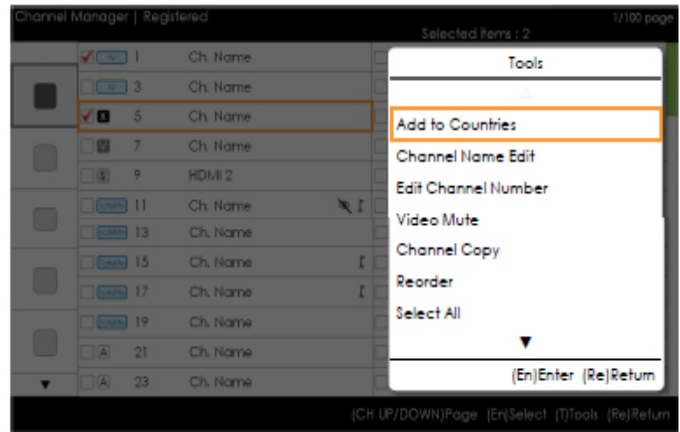 Channel Manager | Registered
1/100 page
Selected items : 2
1 Ch. Name
3 Ch. Name
X 5 Ch. Name
V 7 Ch. Name
S 9 HDMI 2
11 Ch. Name
13 Ch. Name
15 Ch. Name
17 Ch. Name
19 Ch. Name
A 21 Ch. Name
▼ A 23 Ch. Name
Tools
△
Add to Countries
Channel Name Edit
Edit Channel Number
Video Mute
Channel Copy
Reorder
Select All
▼
(En)Enter (Re)Return
(CH UP/DOWN)Page (En)Select (T)Tools (Re)Return